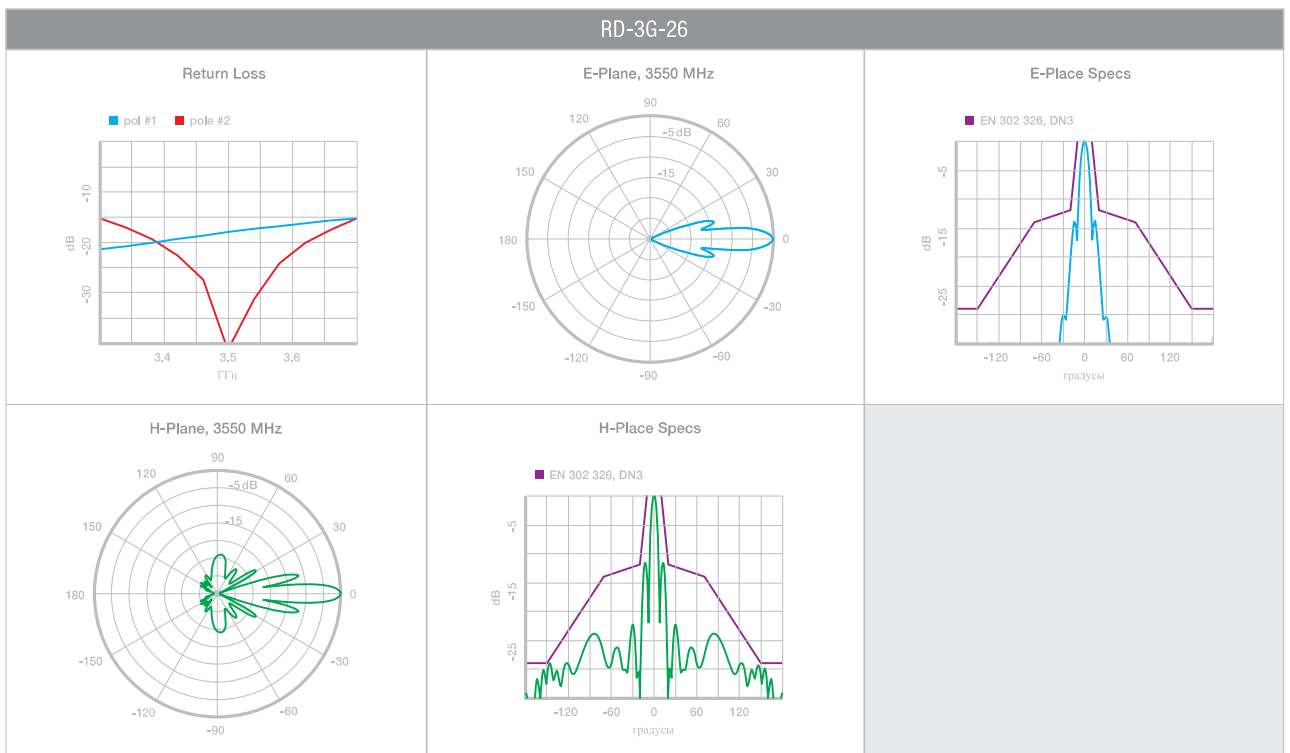 RD-3G-26
Return Loss
pol #1 pole #2
-10
-20
-30
dB
3,4 3,5 3,6
ГГц
E-Plane, 3550 MHz
90
120 60
-5 dB
150 30
-15
180 0
-150 -30
-120 -60
-90
E-Place Specs
EN 302 326, DN3
-5
-15
-25
dB
-120 -60 0 60 120
градусы
H-Plane, 3550 MHz
90
120 60
-5 dB
150 30
-15
180 0
-150 -30
-120 -60
-90
H-Place Specs
EN 302 326, DN3
-5
-15
-25
dB
-120 -60 0 60 120
градусы